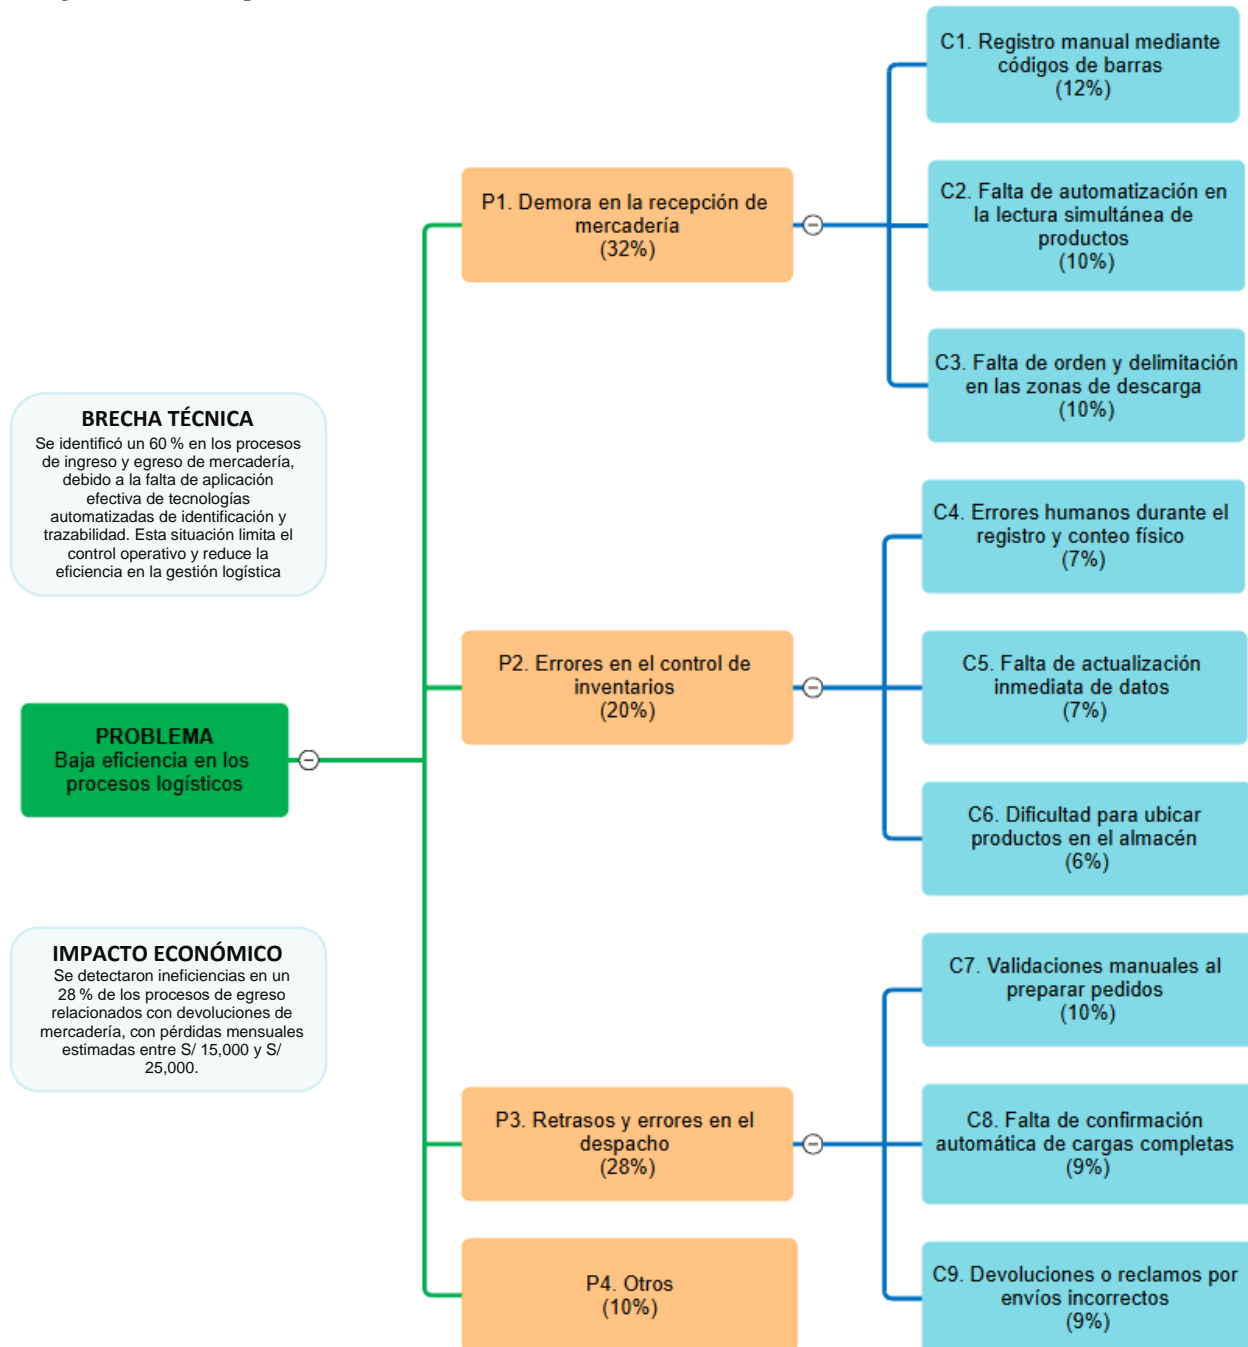 C1. Registro manual mediante
códigos de barras
(12%)
P1. Demora en la recepción de
mercadería
(32%)
C2. Falta de automatización en
la lectura simultánea de
productos
(10%)
C3. Falta de orden y delimitación
en las zonas de descarga
(10%)
BRECHA TÉCNICA
Se identificó un 60 % en los procesos
de ingreso y egreso de mercadería,
debido a la falta de aplicación
efectiva de tecnologías
automatizadas de identificación y
trazabilidad. Esta situación limita el
control operativo y reduce la
eficiencia en la gestión logística
C4. Errores humanos durante el
registro y conteo físico
(7%)
P2. Errores en el control de
inventarios
(20%)
C5. Falta de actualización
inmediata de datos
(7%)
PROBLEMA
Baja eficiencia en los
procesos logísticos
C6. Dificultad para ubicar
productos en el almacén
(6%)
IMPACTO ECONÓMICO
Se detectaron ineficiencias en un
28 % de los procesos de egreso
relacionados con devoluciones de
mercadería, con pérdidas mensuales
estimadas entre S/ 15,000 y S/
25,000.
C7. Validaciones manuales al
preparar pedidos
(10%)
P3. Retrasos y errores en el
despacho
(28%)
C8. Falta de confirmación
automática de cargas completas
(9%)
P4. Otros
(10%)
C9. Devoluciones o reclamos por
envíos incorrectos
(9%)